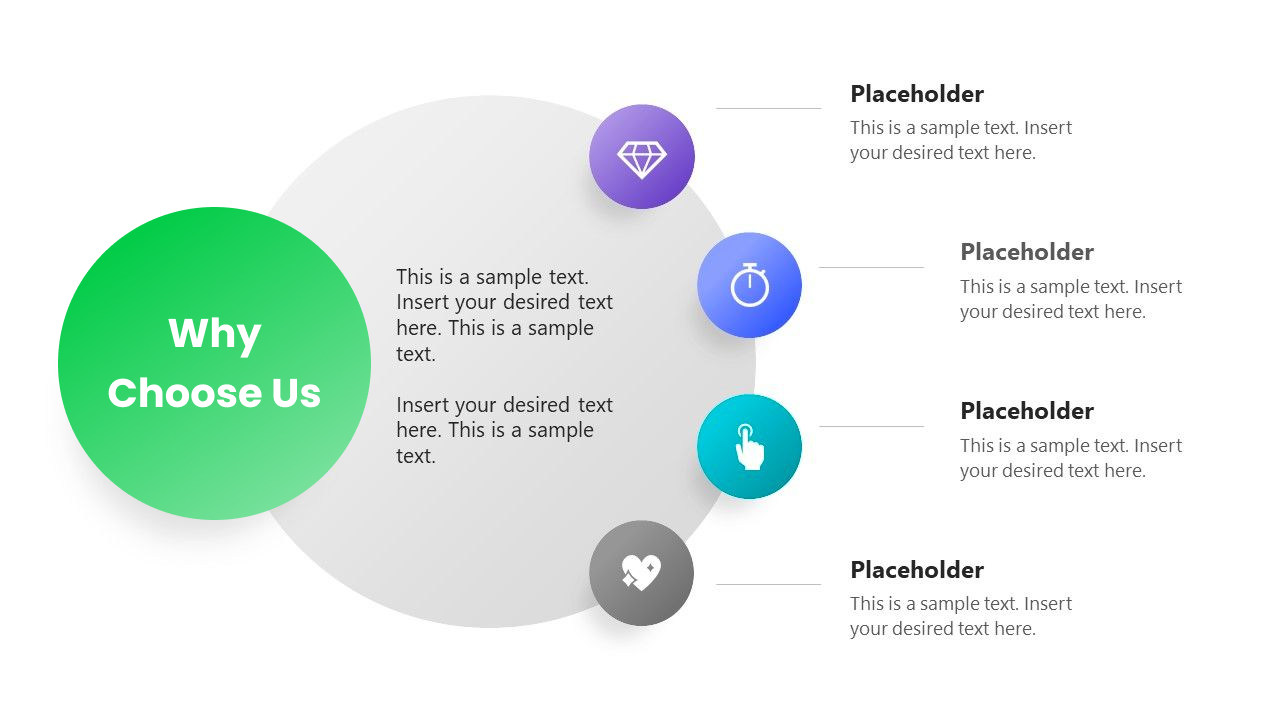 Why
Choose Us
This is a sample text.
Insert your desired text
here. This is a sample
text.
Insert your desired text
here. This is a sample
text.
Placeholder
This is a sample text. Insert
your desired text here.
Placeholder
This is a sample text. Insert
your desired text here.
Placeholder
This is a sample text. Insert
your desired text here.
Placeholder
This is a sample text. Insert
your desired text here.